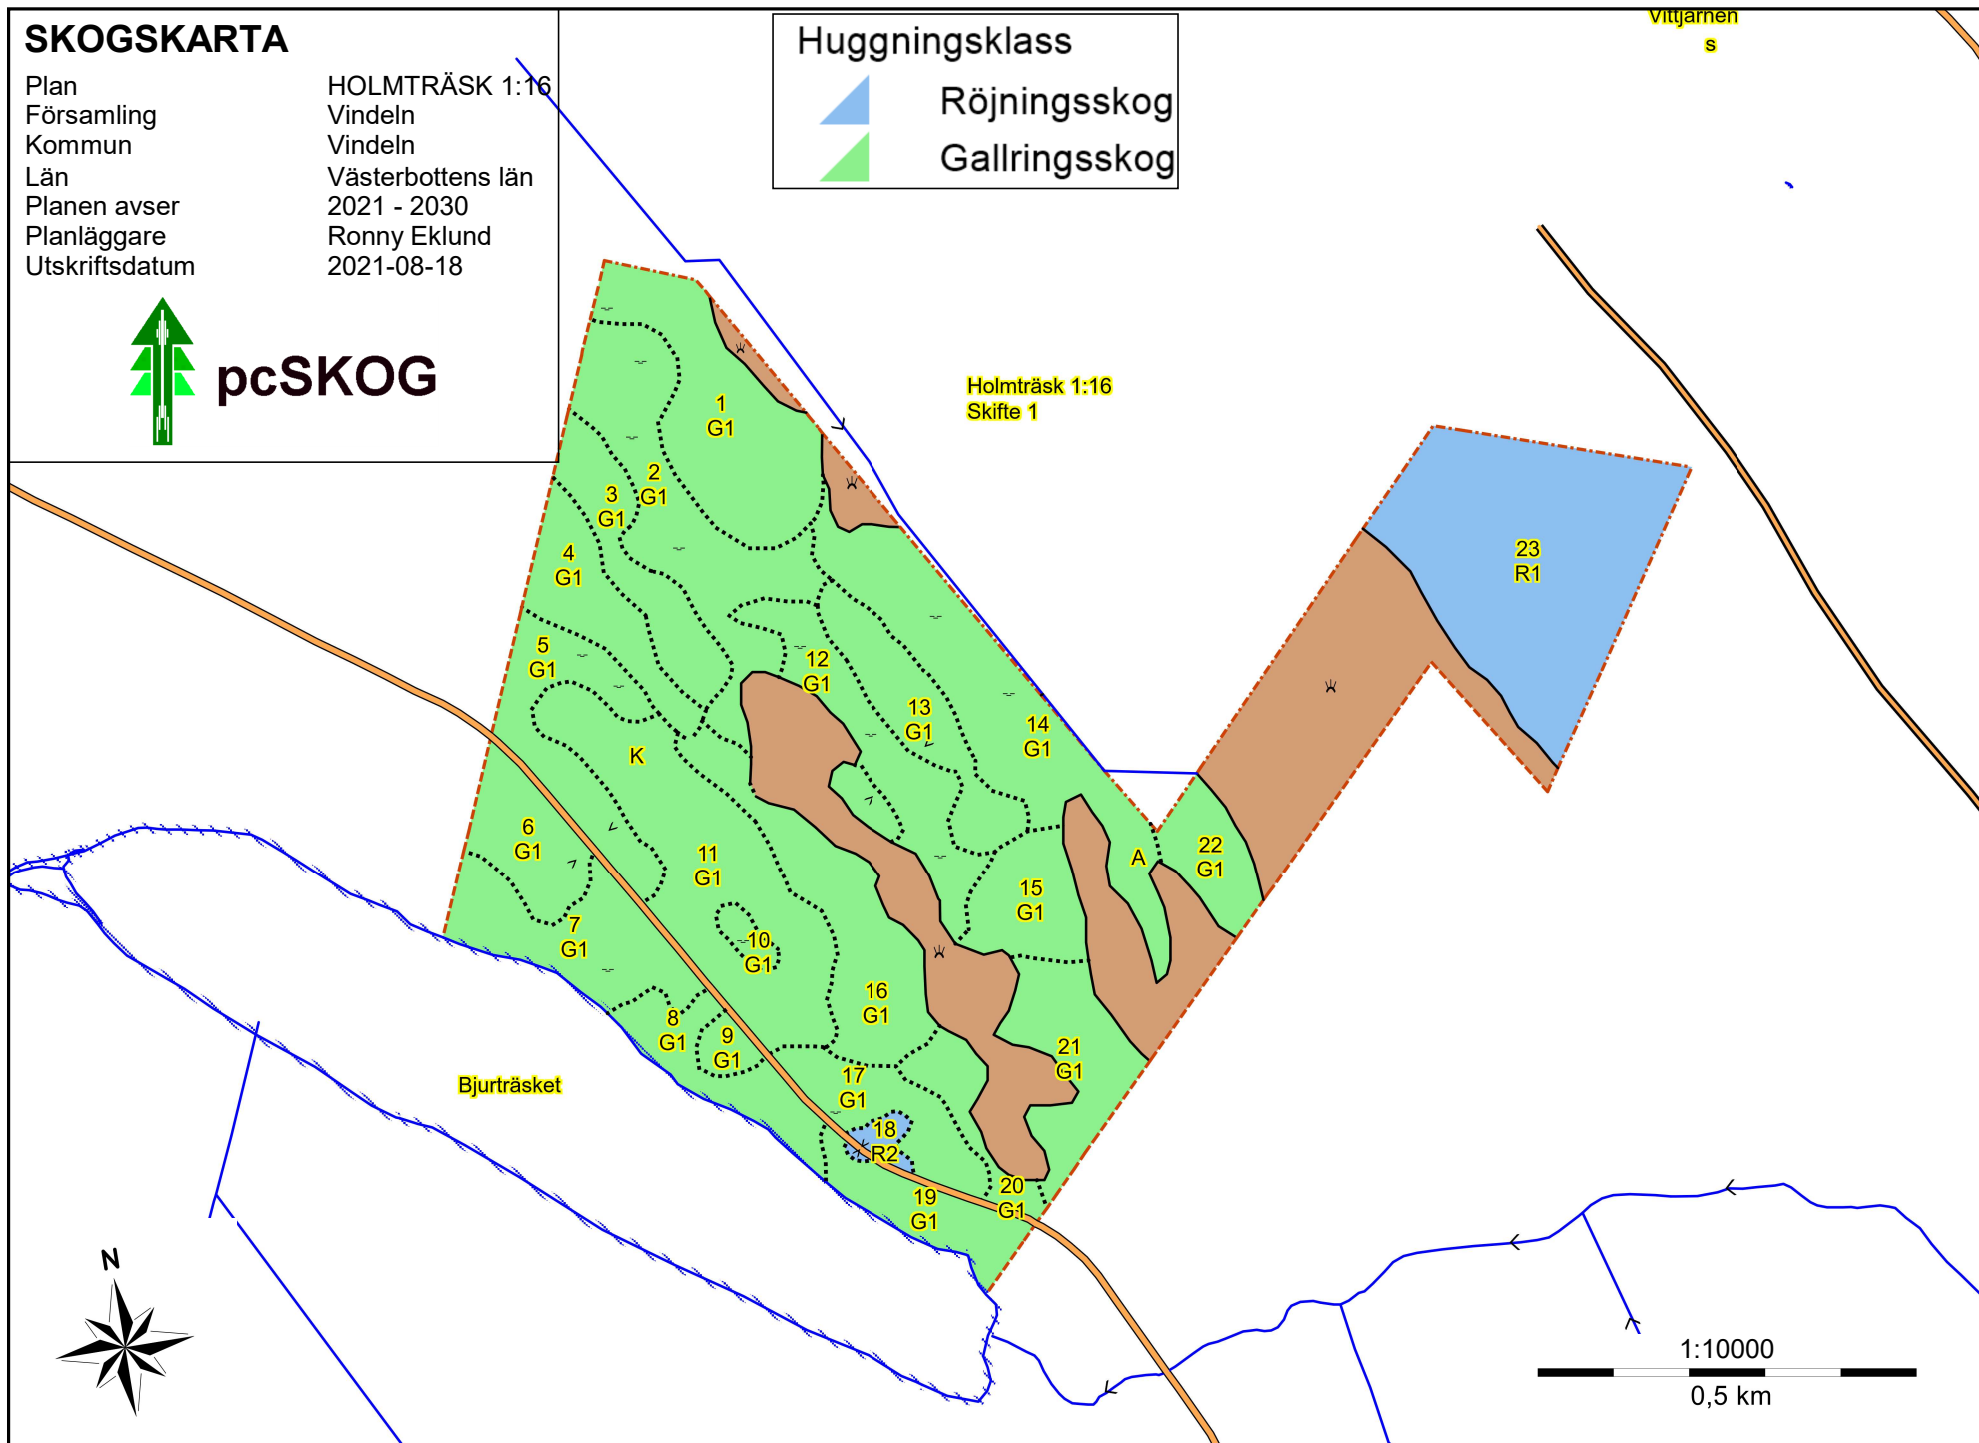 SKOGSKARTA
Plan HOLMTRÄSK 1:16
Församling Vindeln
Kommun Vindeln
Län Västerbottens län
Planen avser 2021 - 2030
Planläggare Ronny Eklund
Utskriftsdatum 2021-08-18
pcSKOG
Huggningsklass
Röjningsskog
Gallringsskog
Vittjärnen
s
Holmträsk 1:16
Skifte 1
1
G1
2
G1
3
G1
4
G1
5
G1
K
6
G1
7
G1
8
G1
9
G1
10
G1
11
G1
12
G1
13
G1
14
G1
15
G1
16
G1
17
G1
18
R2
19
G1
20
G1
21
G1
A
22
G1
23
R1
Bjurträsket
N
1:10000
0,5 km